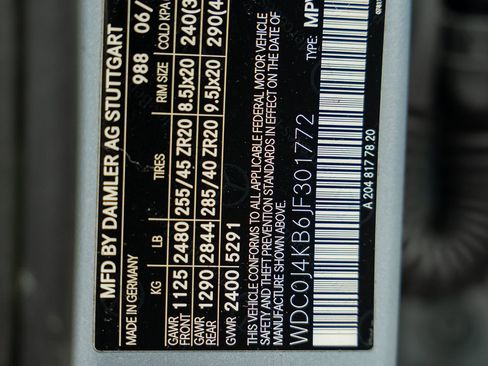 MFD BY DAIMLER AG STUTTGART
MADE IN GERMANY 988 06/
KG LB TIRES RIM SIZE COLD KPA
GAWR FRONT 1125 2480 255/45 ZR20 8.5Jx20 240(3
GAWR REAR 1290 2844 285/40 ZR20 9.5Jx20 290(4
GVWR 2400 5291
THIS VEHICLE CONFORMS TO ALL APPLICABLE FEDERAL MOTOR VEHICLE
SAFETY AND THEFT PREVENTION STANDARDS IN EFFECT ON THE DATE OF
MANUFACTURE SHOWN ABOVE.
TYPE: MPV
WDC0J4KB6JF301772
A 204 817 78 20